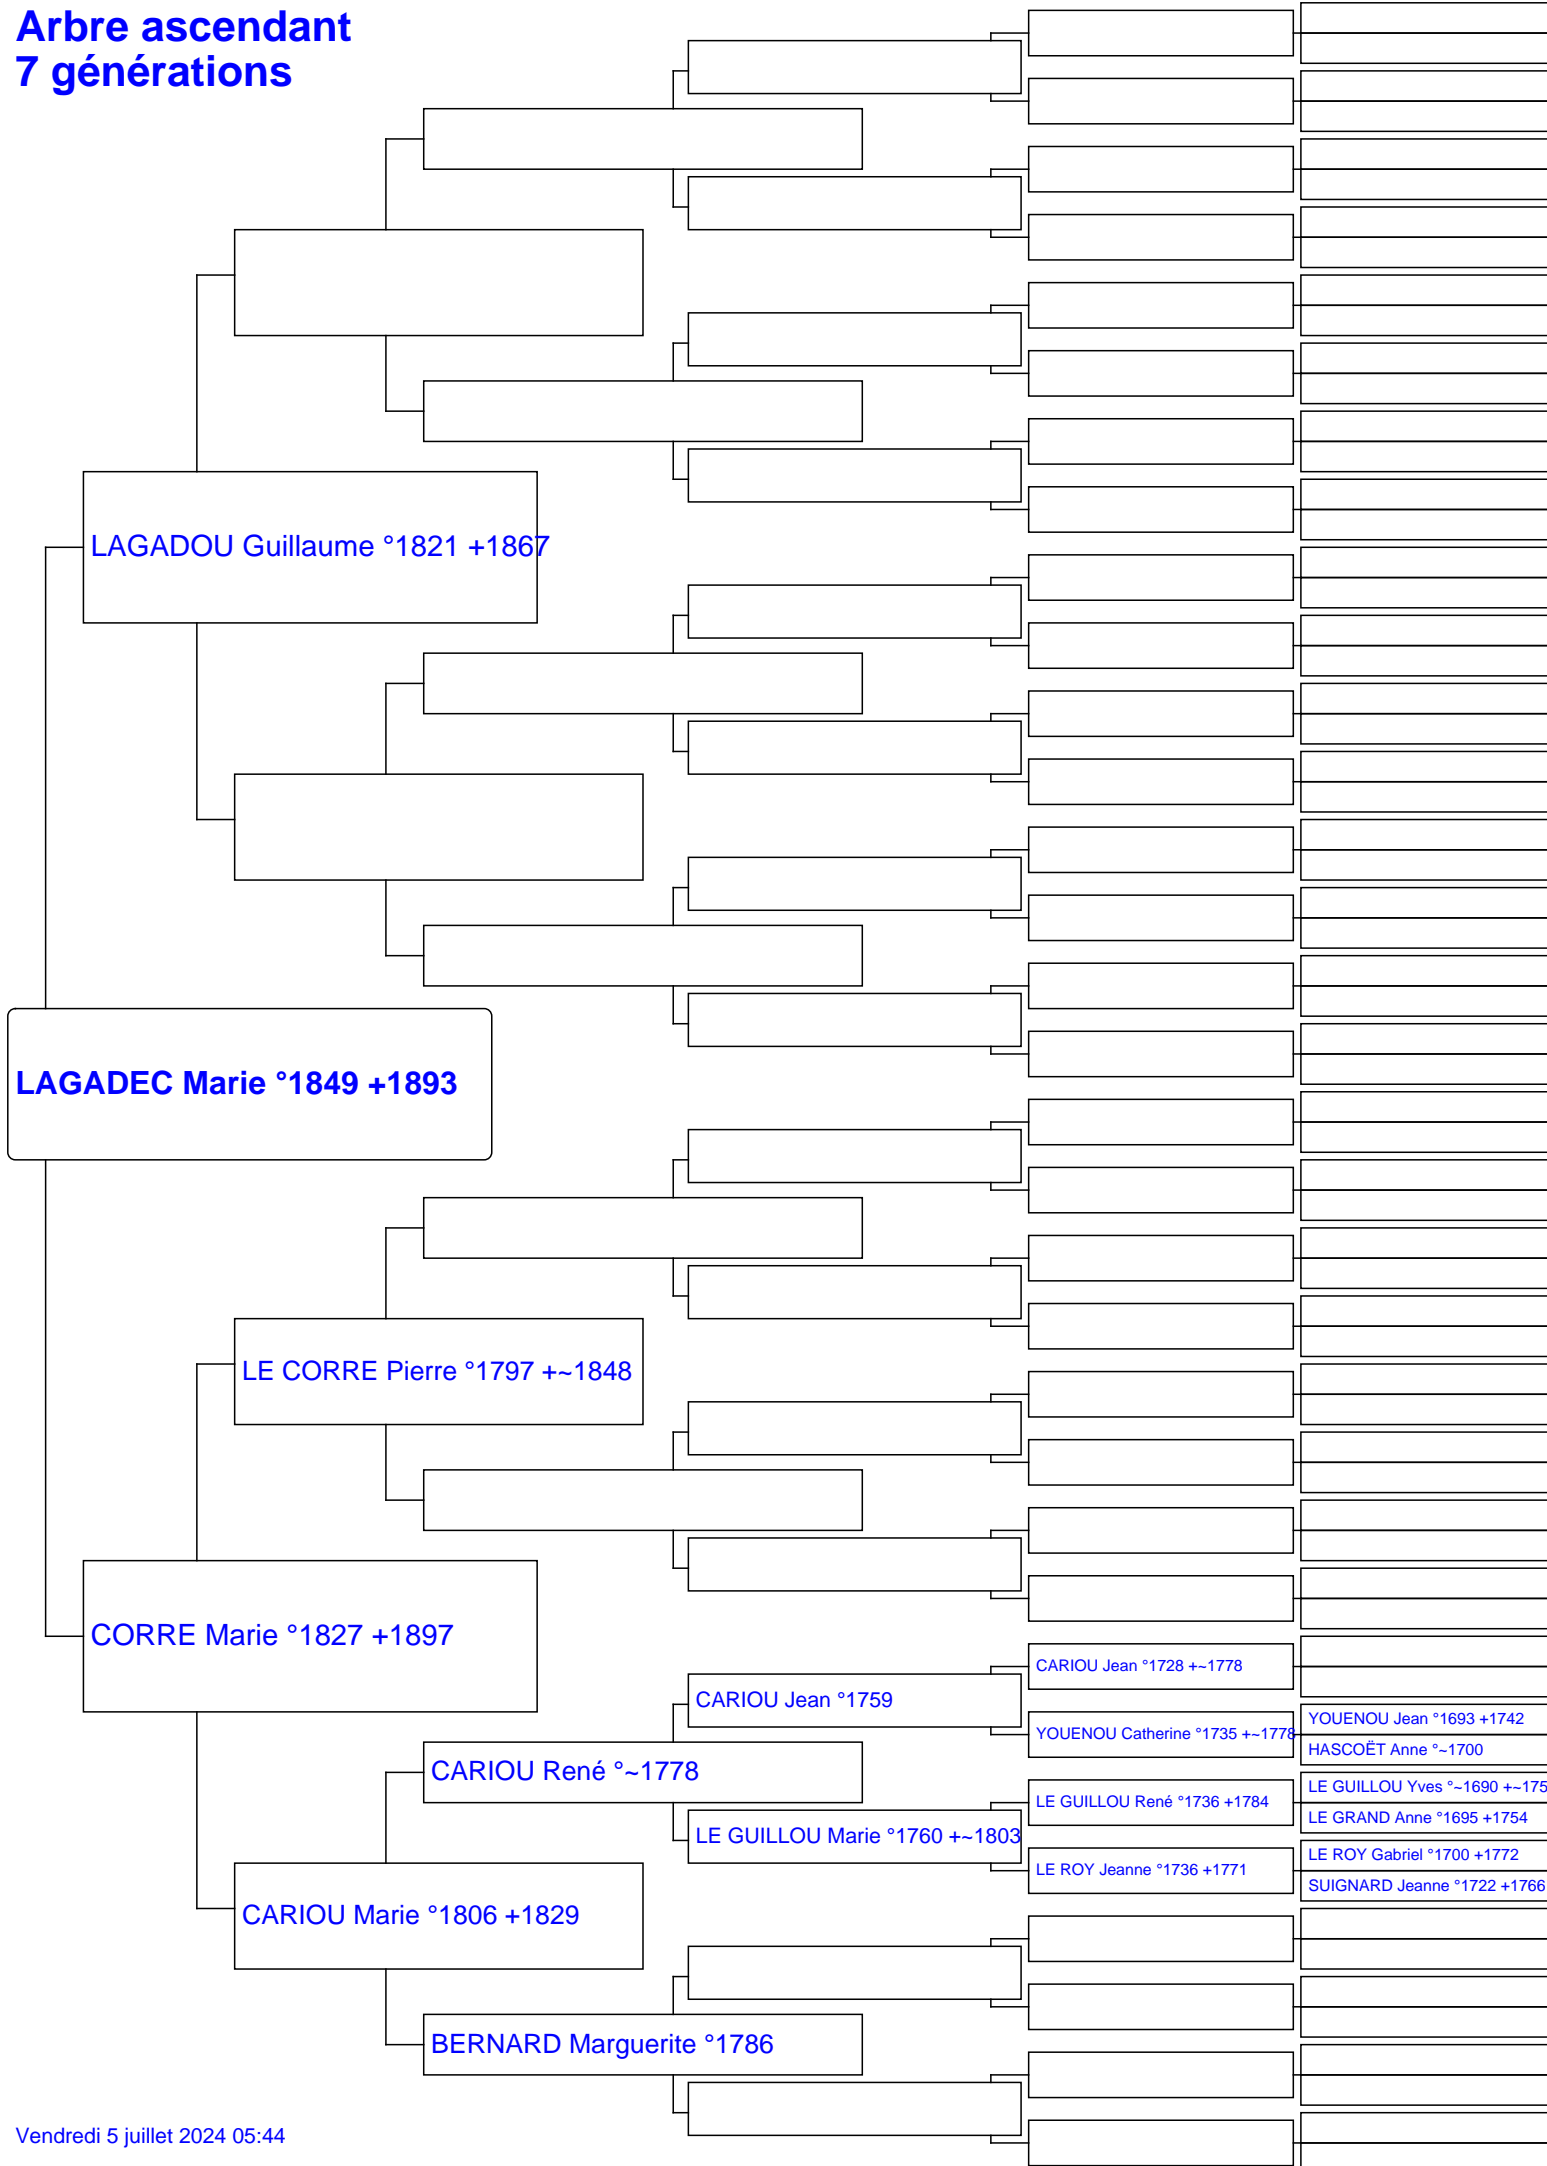 Arbre ascendant
7 générations
LAGADOU Guillaume °1821 +1867
LAGADEC Marie °1849 +1893
LE CORRE Pierre °1797 +~1848
CORRE Marie °1827 +1897
CARIOU Jean °1728 +~1778
CARIOU Jean °1759
YOUENOU Jean °1693 +1742
YOUENOU Catherine °1735 +~1778
HASCOËT Anne °~1700
CARIOU René °~1778
LE GUILLOU Yves °~1690 +~175
LE GUILLOU René °1736 +1784
LE GRAND Anne °1695 +1754
LE GUILLOU Marie °1760 +~1803
LE ROY Gabriel °1700 +1772
LE ROY Jeanne °1736 +1771
SUIGNARD Jeanne °1722 +1766
CARIOU Marie °1806 +1829
BERNARD Marguerite °1786
Vendredi 5 juillet 2024 05:44